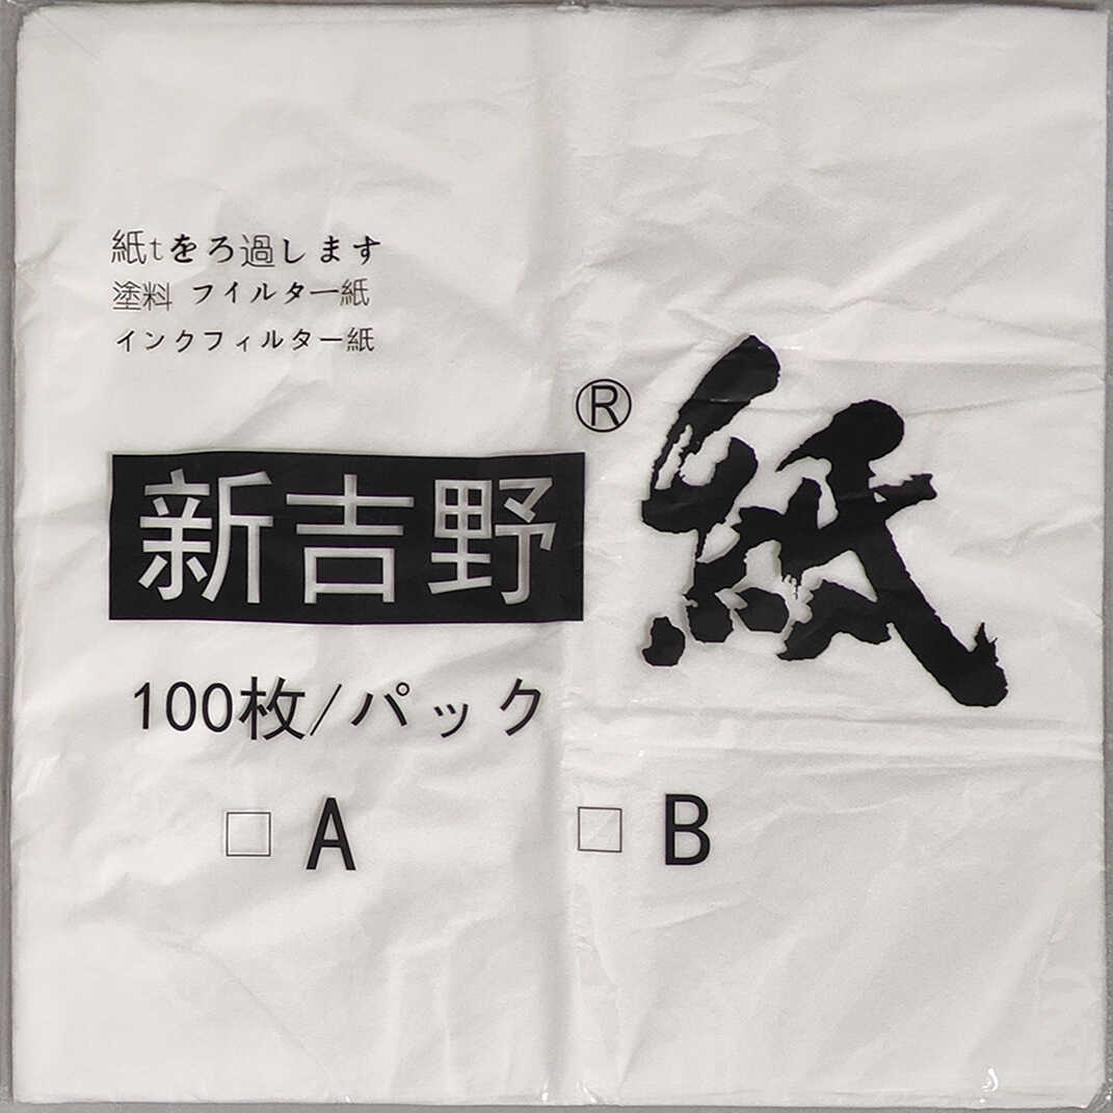 紙tをろ過します
塗料 フイルター紙
インクフィルター紙
新吉野®紙
100枚/パック
□ A □ B